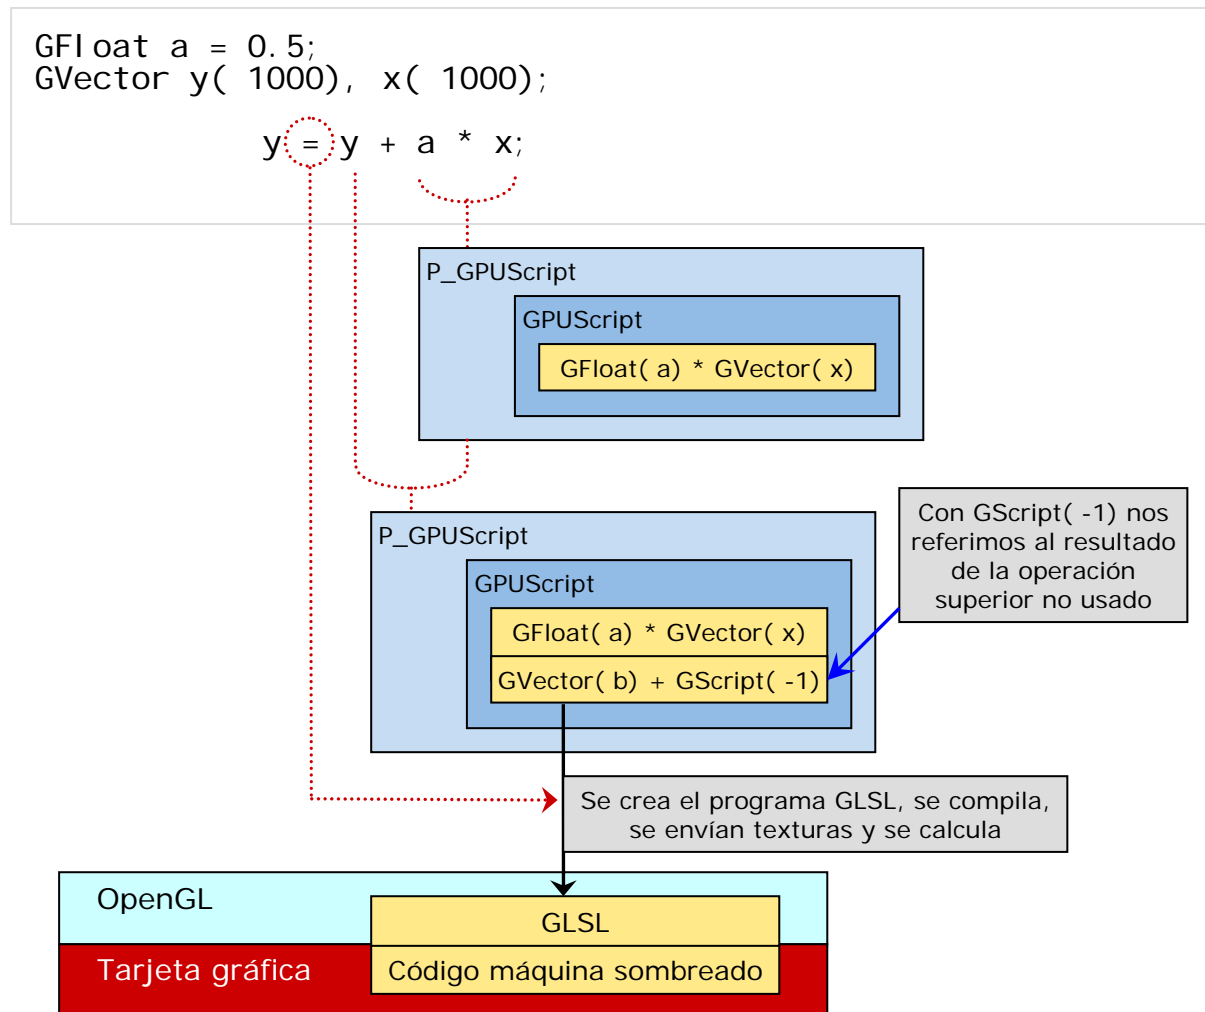 GFloat a = 0.5;
GVector y( 1000), x( 1000);
y = y + a * x;
P_GPUScript
GPUScript
GFloat( a) * GVector( x)
P_GPUScript
GPUScript
GFloat( a) * GVector( x)
GVector( b) + GScript( -1)
Con GScript( -1) nos
referimos al resultado
de la operación
superior no usado
Se crea el programa GLSL, se compila,
se envían texturas y se calcula
OpenGL
GLSL
Tarjeta gráfica
Código máquina sombreado